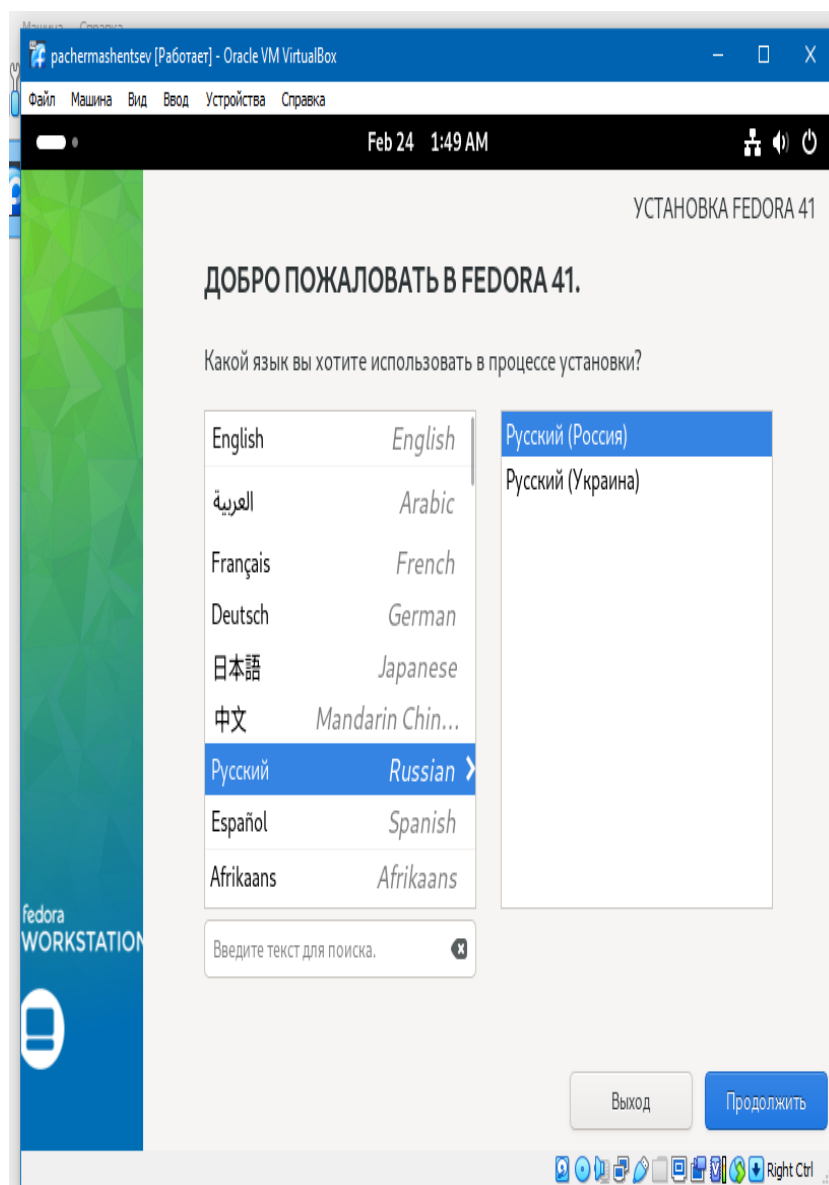 Машина Справка
pachermashentsev [Работает] - Oracle VM VirtualBox
Файл Машина Вид Ввод Устройства Справка
Feb 24 1:49 AM
УСТАНОВКА FEDORA 41
ДОБРО ПОЖАЛОВАТЬ В FEDORA 41.
Какой язык вы хотите использовать в процессе установки?
English English
العربية Arabic
Français French
Deutsch German
日本語 Japanese
中文 Mandarin Chin...
Русский Russian
Español Spanish
Afrikaans Afrikaans
Русский (Россия)
Русский (Украина)
Введите текст для поиска.
fedora
WORKSTATION
Выход Продолжить
Right Ctrl